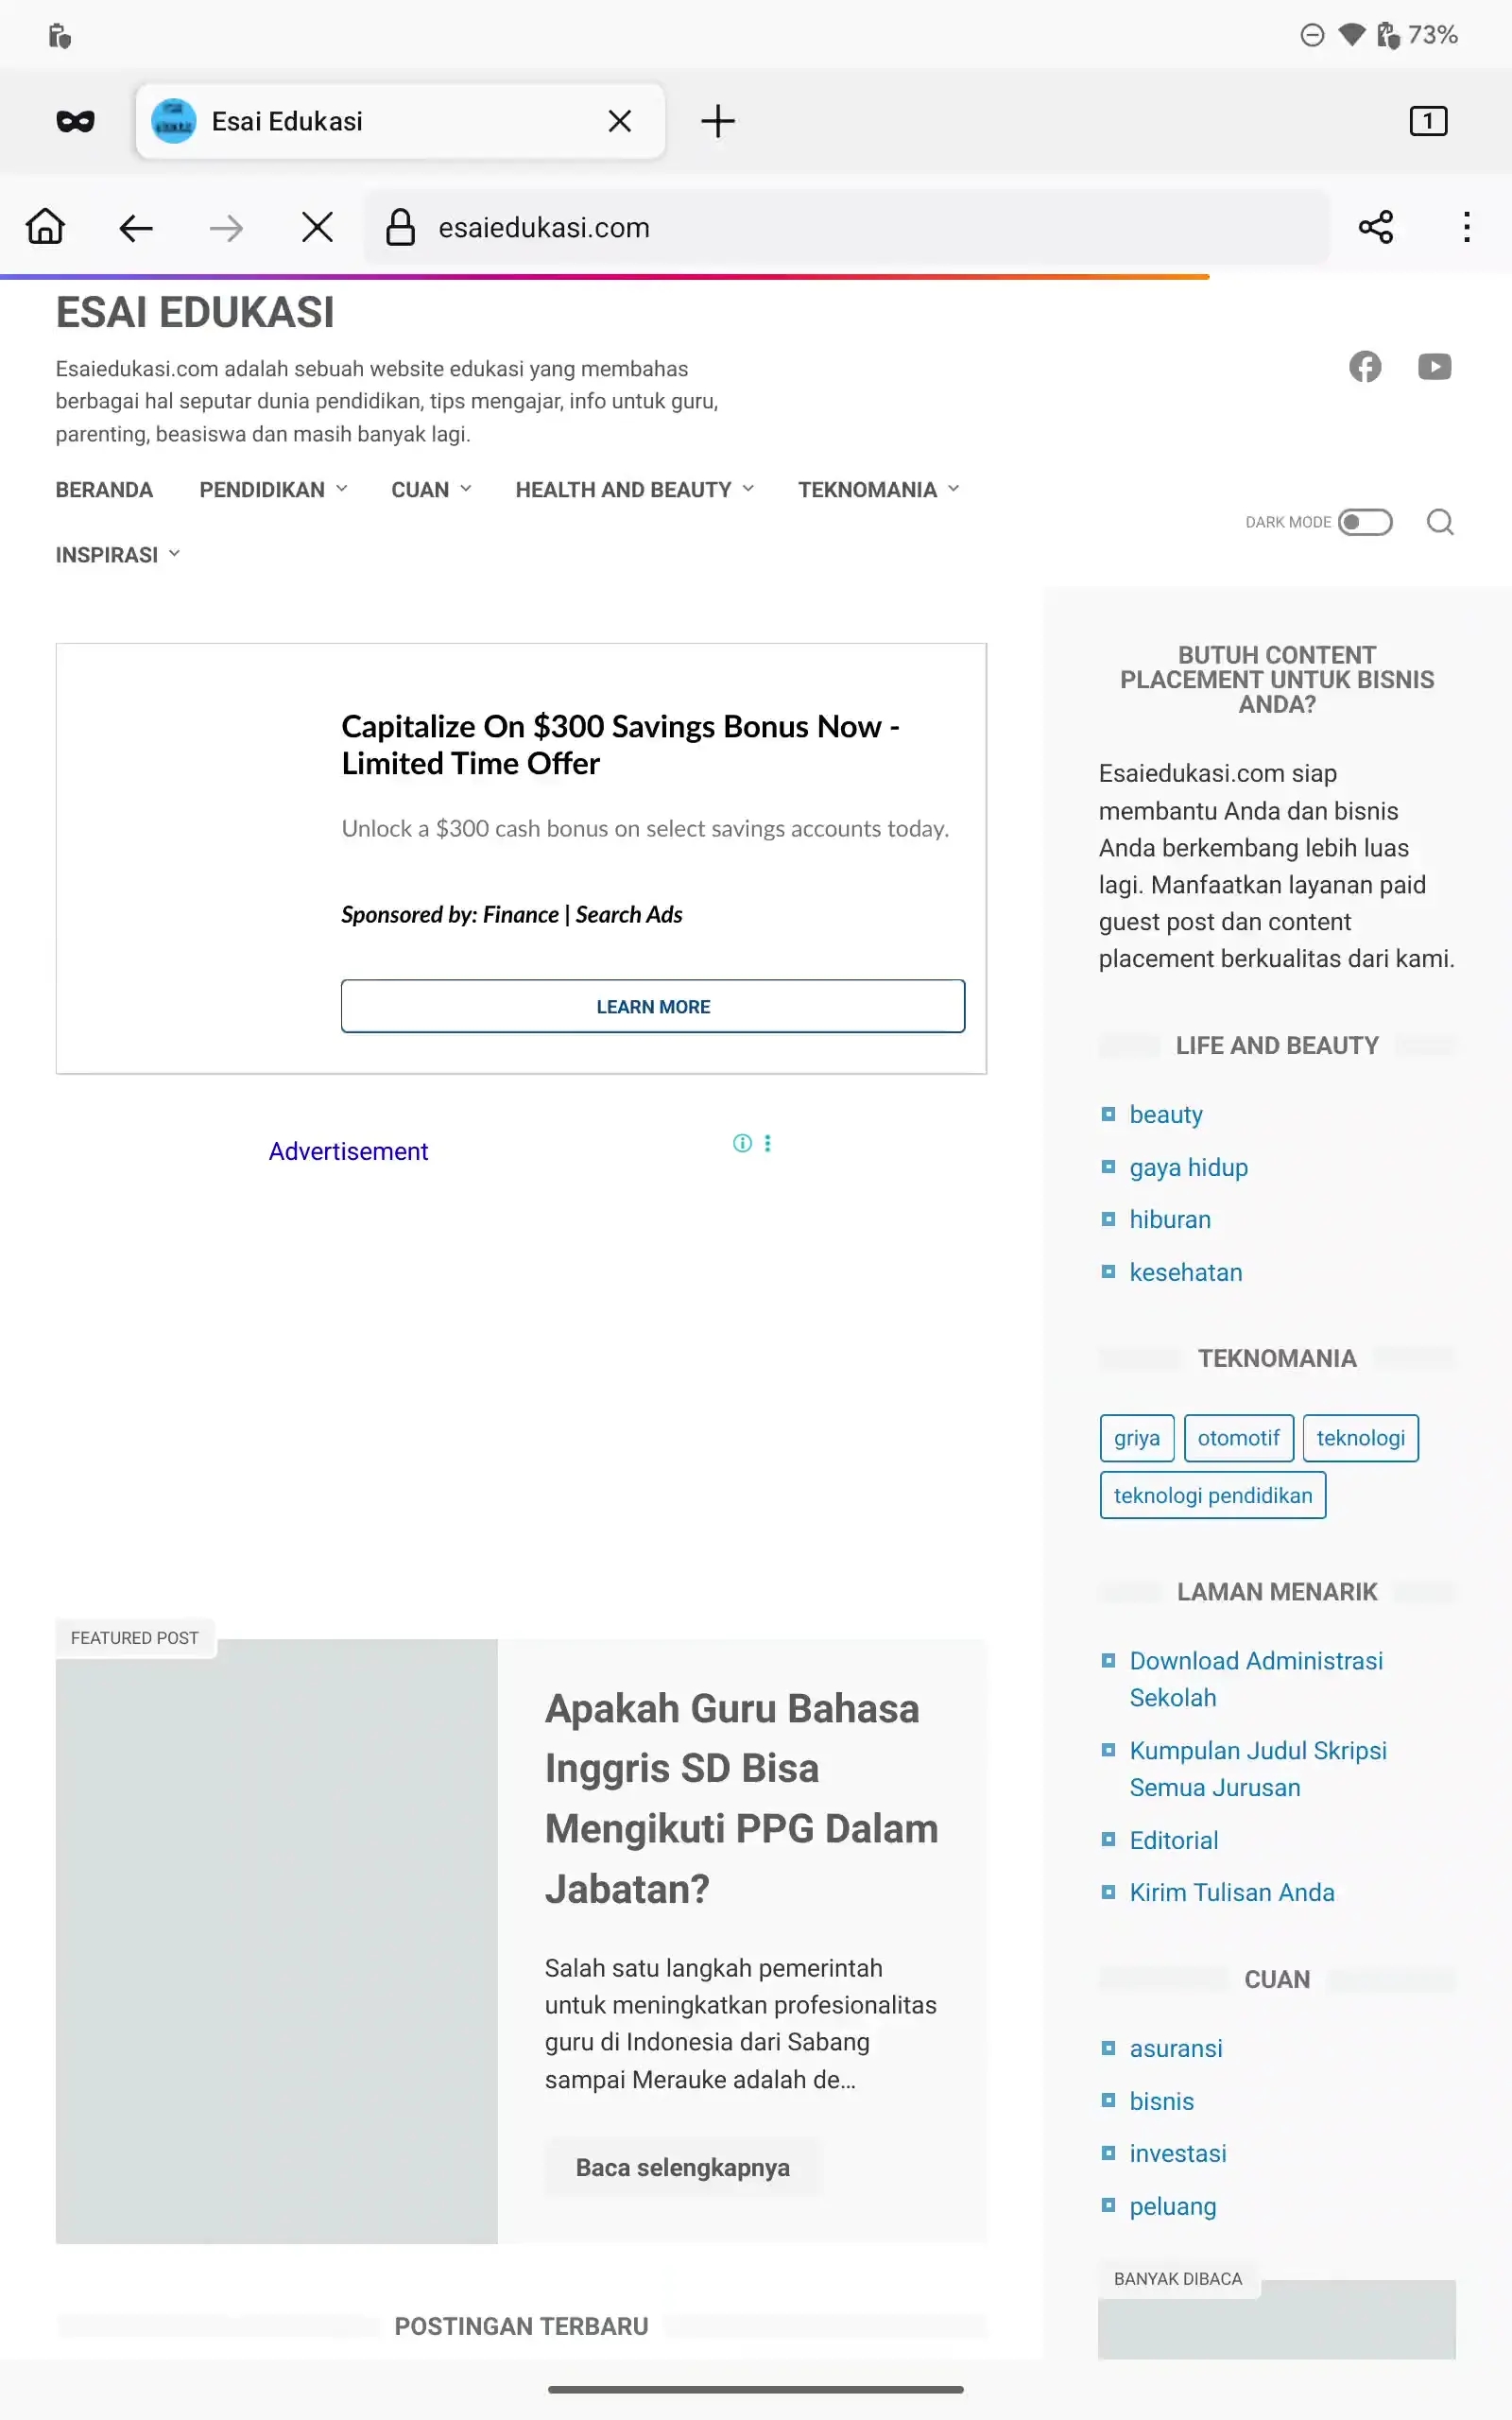 73%
Esai Edukasi
1
esaiedukasi.com
ESAI EDUKASI
Esaiedukasi.com adalah sebuah website edukasi yang membahas
berbagai hal seputar dunia pendidikan, tips mengajar, info untuk guru,
parenting, beasiswa dan masih banyak lagi.
BERANDA PENDIDIKAN CUAN HEALTH AND BEAUTY TEKNOMANIA
INSPIRASI
DARK MODE
Capitalize On $300 Savings Bonus Now -
Limited Time Offer
Unlock a $300 cash bonus on select savings accounts today.
Sponsored by: Finance | Search Ads
LEARN MORE
Advertisement
FEATURED POST
Apakah Guru Bahasa
Inggris SD Bisa
Mengikuti PPG Dalam
Jabatan?
Salah satu langkah pemerintah
untuk meningkatkan profesionalitas
guru di Indonesia dari Sabang
sampai Merauke adalah de...
Baca selengkapnya
POSTINGAN TERBARU
BUTUH CONTENT
PLACEMENT UNTUK BISNIS
ANDA?
Esaiedukasi.com siap
membantu Anda dan bisnis
Anda berkembang lebih luas
lagi. Manfaatkan layanan paid
guest post dan content
placement berkualitas dari kami.
LIFE AND BEAUTY
beauty
gaya hidup
hiburan
kesehatan
TEKNOMANIA
griya otomotif teknologi
teknologi pendidikan
LAMAN MENARIK
Download Administrasi
Sekolah
Kumpulan Judul Skripsi
Semua Jurusan
Editorial
Kirim Tulisan Anda
CUAN
asuransi
bisnis
investasi
peluang
BANYAK DIBACA